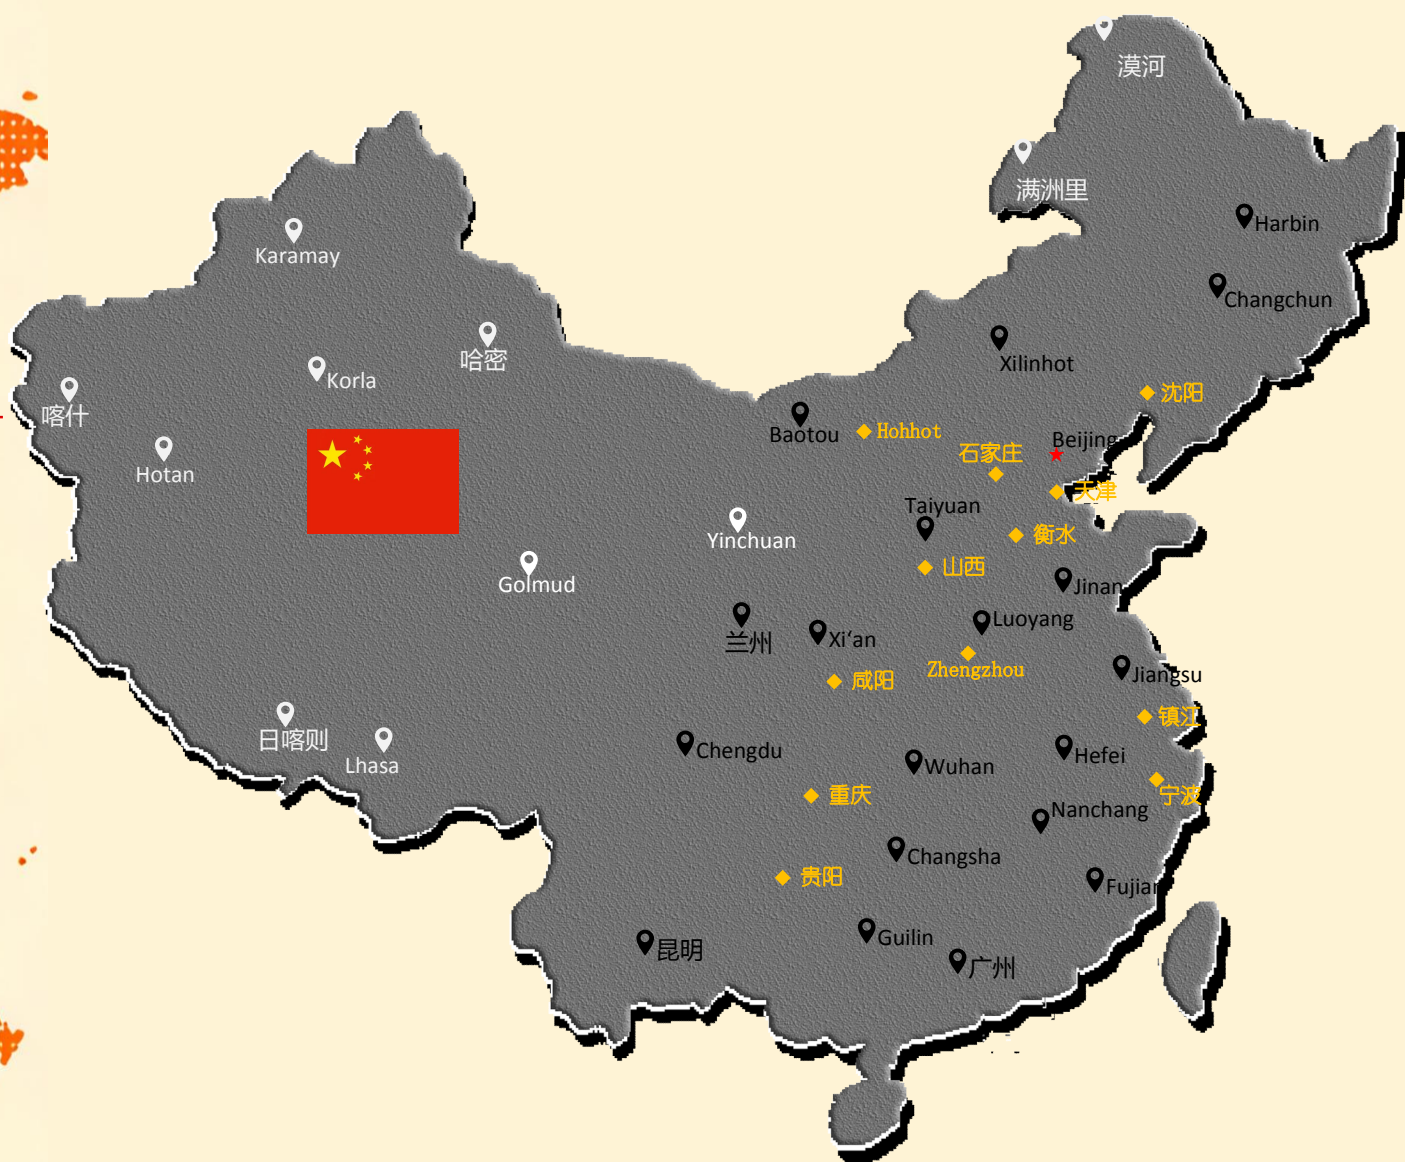 漠河
满洲里
Harbin
Karamay
Changchun
哈密
Xilinhot
Korla
沈阳
喀什
Baotou
Hohhot
Beijing
石家庄
Hotan
天津
Taiyuan
衡水
Yinchuan
山西
Golmud
Jinan
Luoyang
兰州
Xi‘an
Zhengzhou
Jiangsu
咸阳
镇江
日喀则
Lhasa
Chengdu
Hefei
Wuhan
重庆
宁波
Nanchang
Changsha
贵阳
Fujian
Guilin
昆明
广州